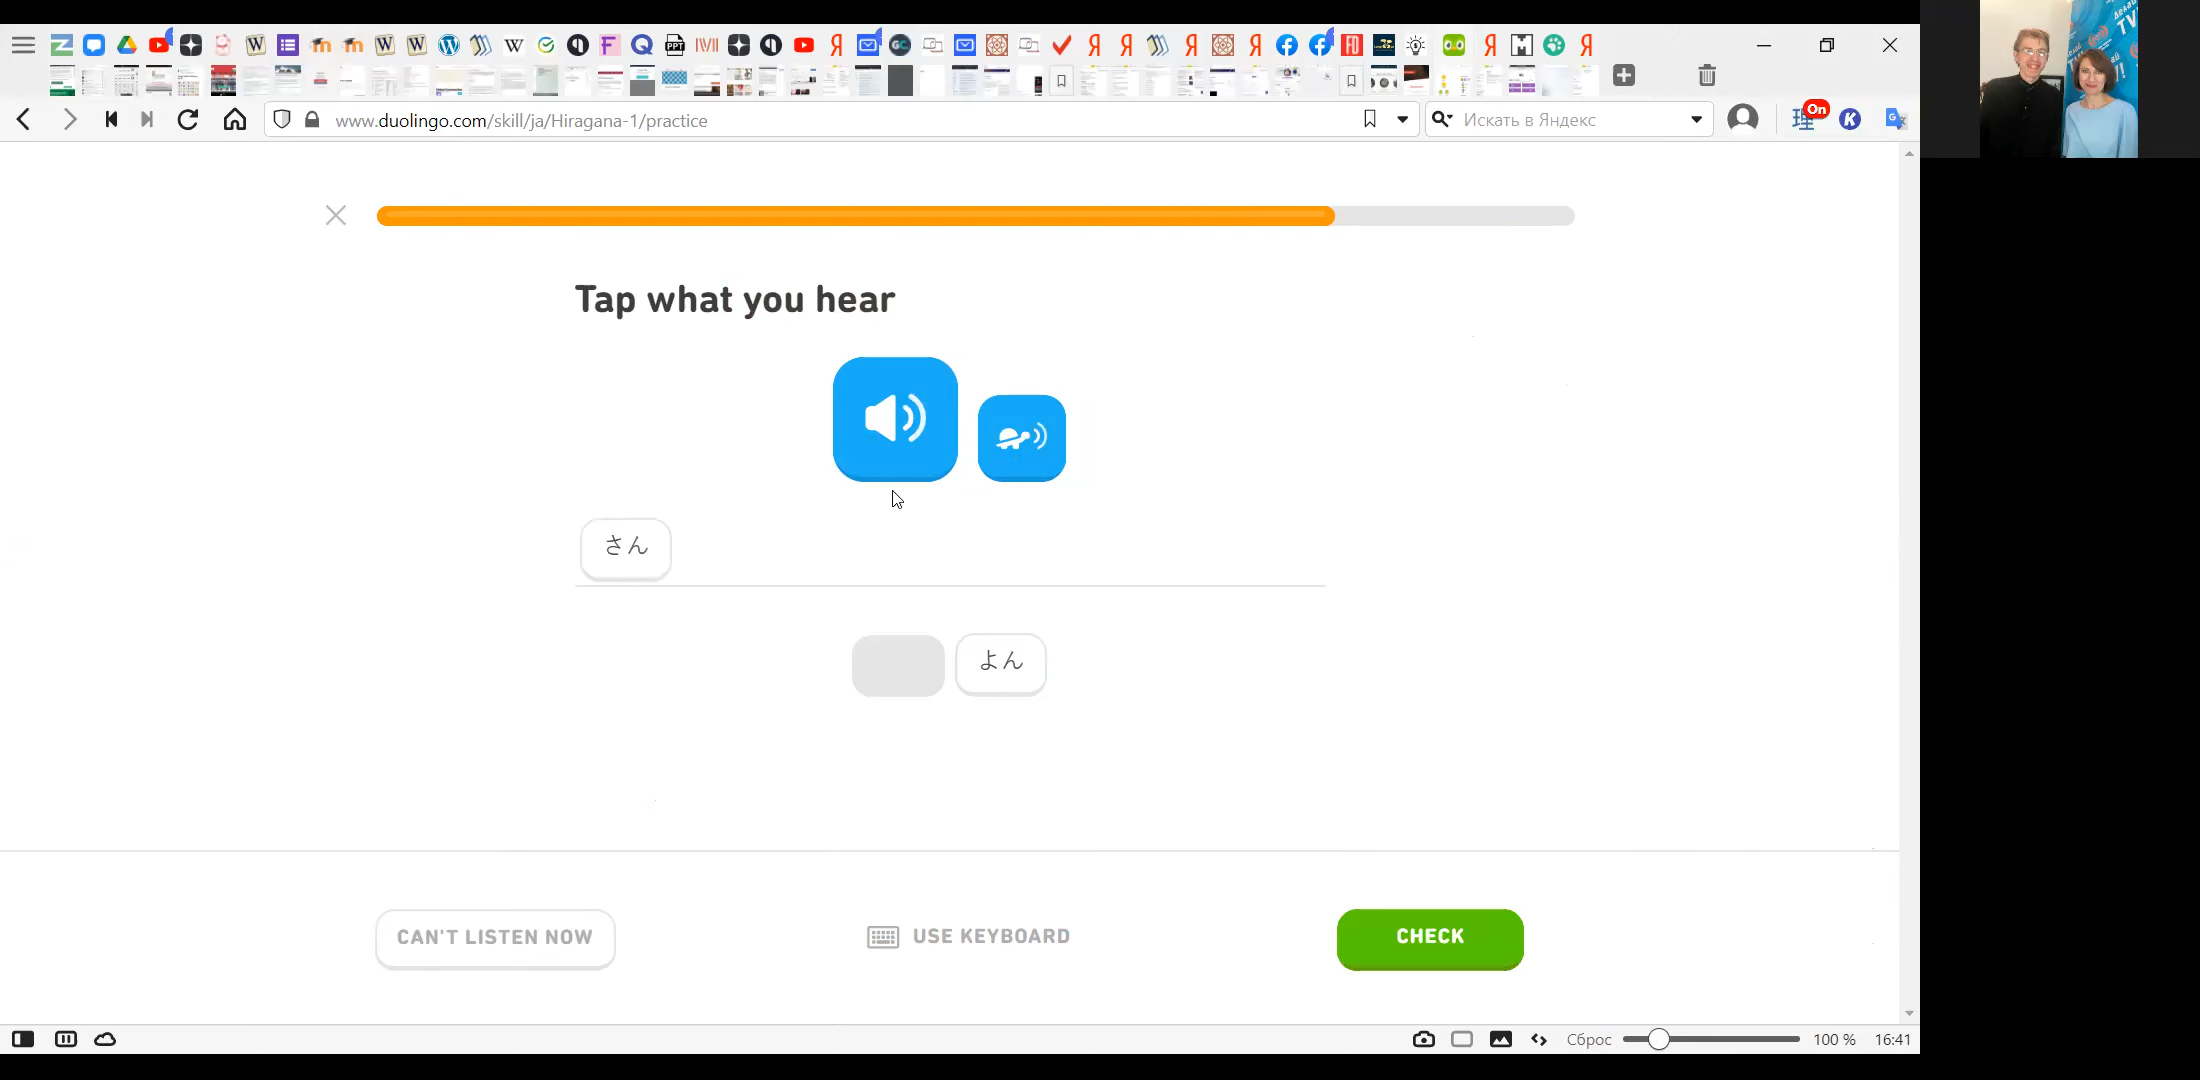 www.duolingo.com/skill/ja/Hiragana-1/practice
Искать в Яндекс
On
Tap what you hear
さん
よん
CAN'T LISTEN NOW
USE KEYBOARD
CHECK
Сброс
100 %
16:41